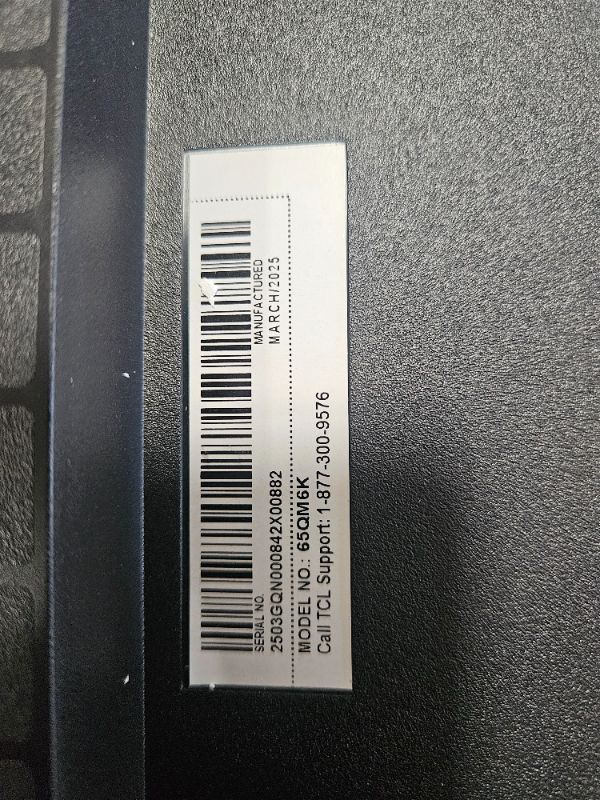 SERIAL NO.
2503GQN000842X00882
MANUFACTURED
MARCH/2025
MODEL NO.: 65QM6K
Call TCL Support: 1-877-300-9576